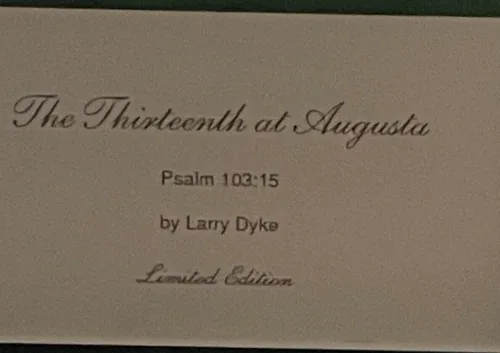 The Thirteenth at Augusta
Psalm 103:15
by Larry Dyke
Limited Edition